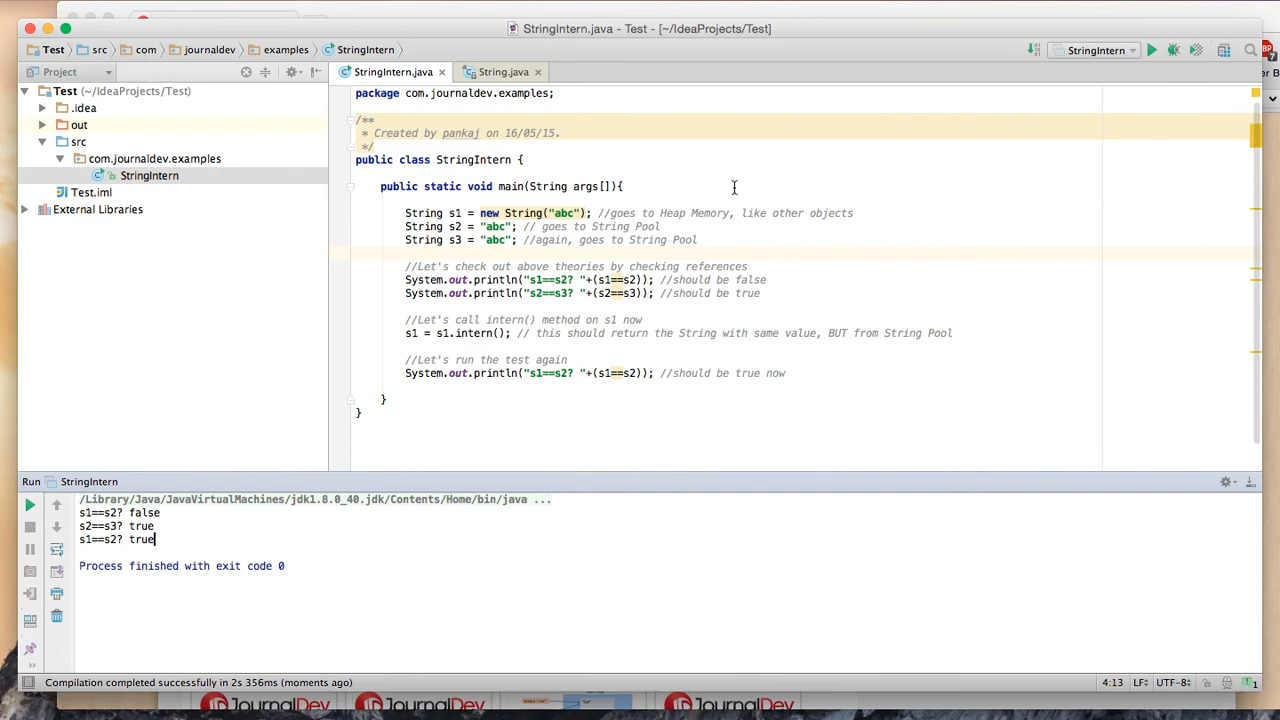 StringIntern.java - Test - [~/IdeaProjects/Test]
Test src com journaldev examples StringIntern
StringIntern
Project
StringIntern.java String.java
Test (~/IdeaProjects/Test)
.idea
out
src
com.journaldev.examples
StringIntern
Test.iml
External Libraries
package com.journaldev.examples;
/**
* Created by pankaj on 16/05/15.
*/
public class StringIntern {
public static void main(String args[]){
String s1 = new String("abc"); //goes to Heap Memory, like other objects
String s2 = "abc"; // goes to String Pool
String s3 = "abc"; //again, goes to String Pool
//Let's check out above theories by checking references
System.out.println("s1==s2? "+(s1==s2)); //should be false
System.out.println("s2==s3? "+(s2==s3)); //should be true
//Let's call intern() method on s1 now
s1 = s1.intern(); // this should return the String with same value, BUT from String Pool
//Let's run the test again
System.out.println("s1==s2? "+(s1==s2)); //should be true now
}
}
Run StringIntern
/Library/Java/JavaVirtualMachines/jdk1.8.0_40.jdk/Contents/Home/bin/java ...
s1==s2? false
s2==s3? true
s1==s2? true
Process finished with exit code 0
Compilation completed successfully in 2s 356ms (moments ago)
4:13 LF UTF-8 1
JournalDev JournalDev JournalDev